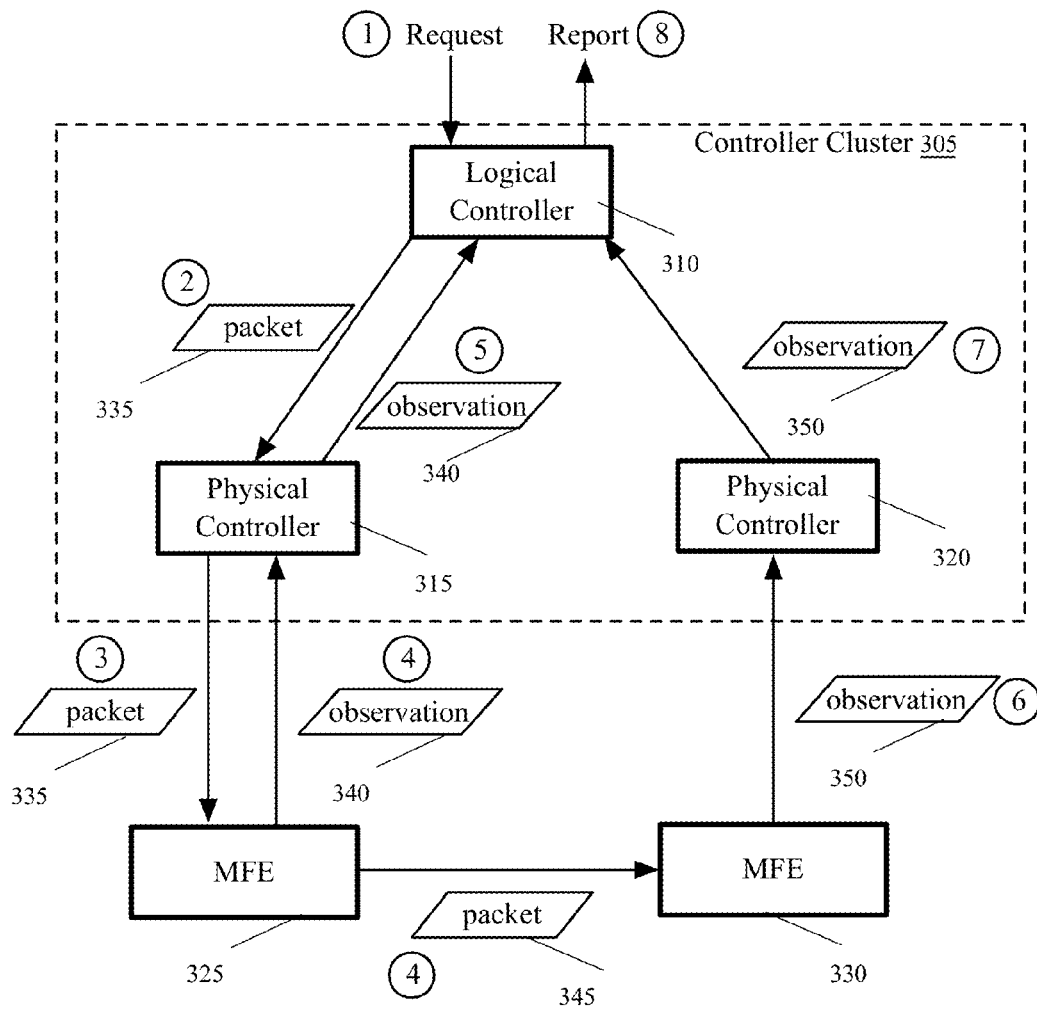 1 Request Report 8
Controller Cluster 305
Logical
Controller
310
2
packet
335
5
observation
340
observation 7
350
Physical
Controller
315
Physical
Controller
320
3
packet
335
4
observation
340
observation 6
350
MFE
325
MFE
330
packet
4
345